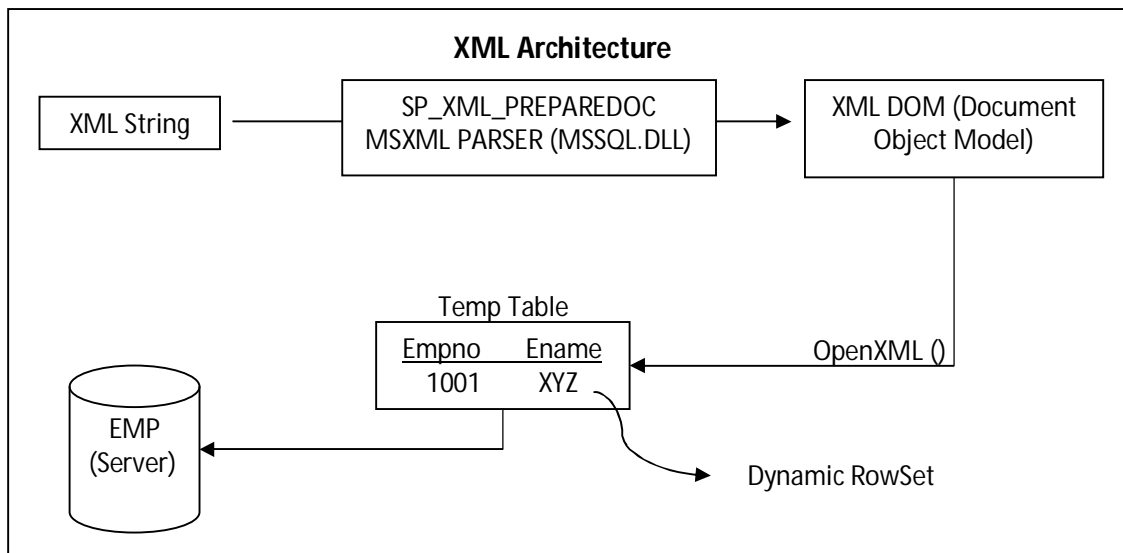 XML Architecture
XML String
SP_XML_PREPAREDOC
MSXML PARSER (MSSQL.DLL)
XML DOM (Document
Object Model)
OpenXML ()
Temp Table
Empno Ename
1001 XYZ
EMP
(Server)
Dynamic RowSet